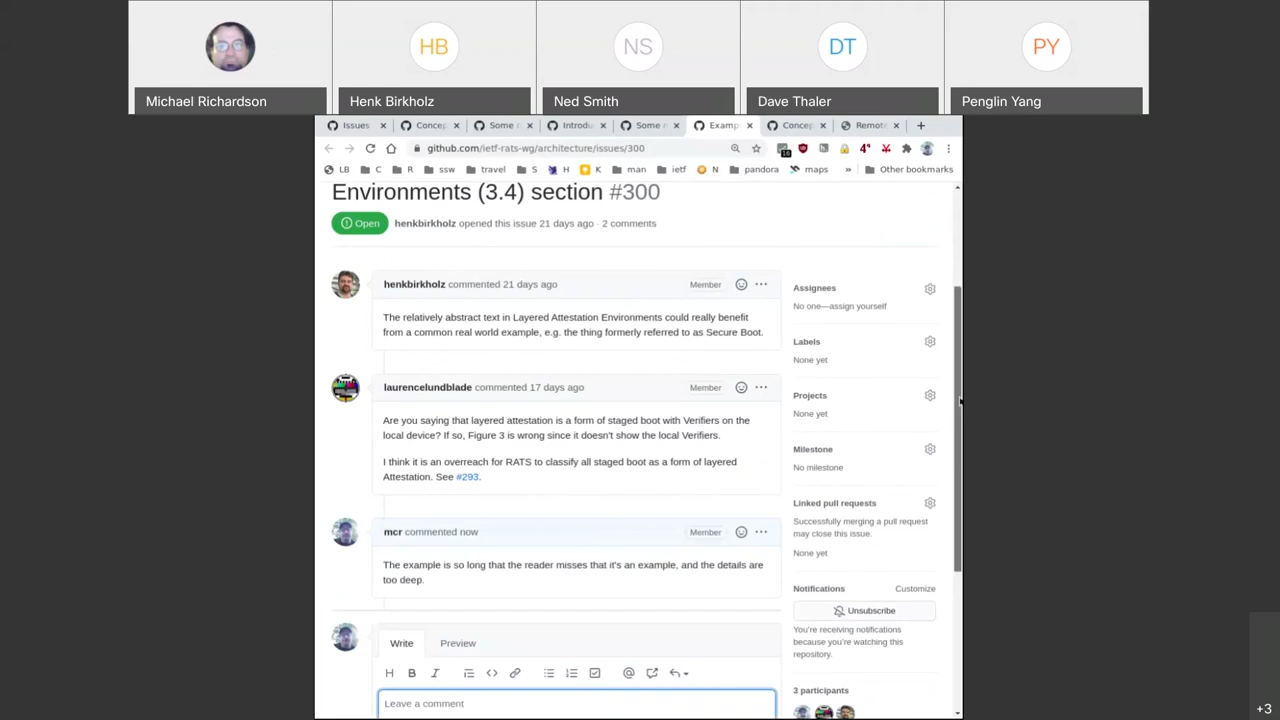 HB
NS
DT
PY
Michael Richardson
Henk Birkholz
Ned Smith
Dave Thaler
Penglin Yang
Issues
Concep
Some r
Introdu
Some r
Examp
Concep
Remot
github.com/ietf-rats-wg/architecture/issues/300
LB
C
R
ssw
travel
S
H
K
man
ietf
N
pandora
maps
»
Other bookmarks
Environments (3.4) section #300
Open
henkbirkholz opened this issue 21 days ago · 2 comments
henkbirkholz commented 21 days ago
Member
The relatively abstract text in Layered Attestation Environments could really benefit
from a common real world example, e.g. the thing formerly referred to as Secure Boot.
laurencelundblade commented 17 days ago
Member
Are you saying that layered attestation is a form of staged boot with Verifiers on the
local device? If so, Figure 3 is wrong since it doesn't show the local Verifiers.
I think it is an overreach for RATS to classify all staged boot as a form of layered
Attestation. See #293.
mcr commented now
Member
The example is so long that the reader misses that it's an example, and the details are
too deep.
Write
Preview
H B I
Leave a comment
Assignees
No one—assign yourself
Labels
None yet
Projects
None yet
Milestone
No milestone
Linked pull requests
Successfully merging a pull request
may close this issue.
None yet
Notifications
Customize
Unsubscribe
You're receiving notifications
because you're watching this
repository.
3 participants
+3